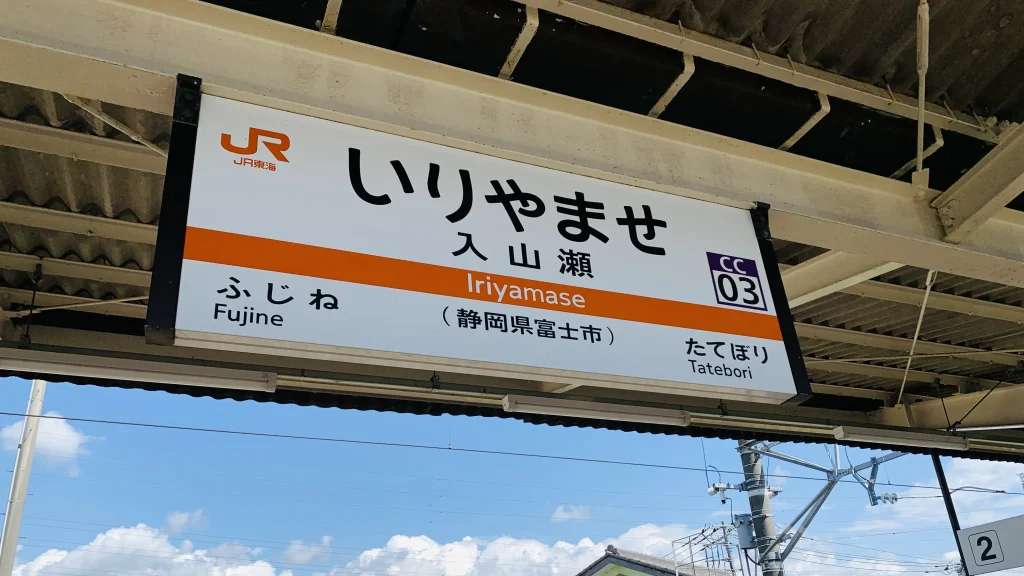 JR
JR東海
いりやませ
入山瀬
Iriyamase
CC
03
ふじね
Fujine
(静岡県富士市)
たてぼり
Tatebori
2